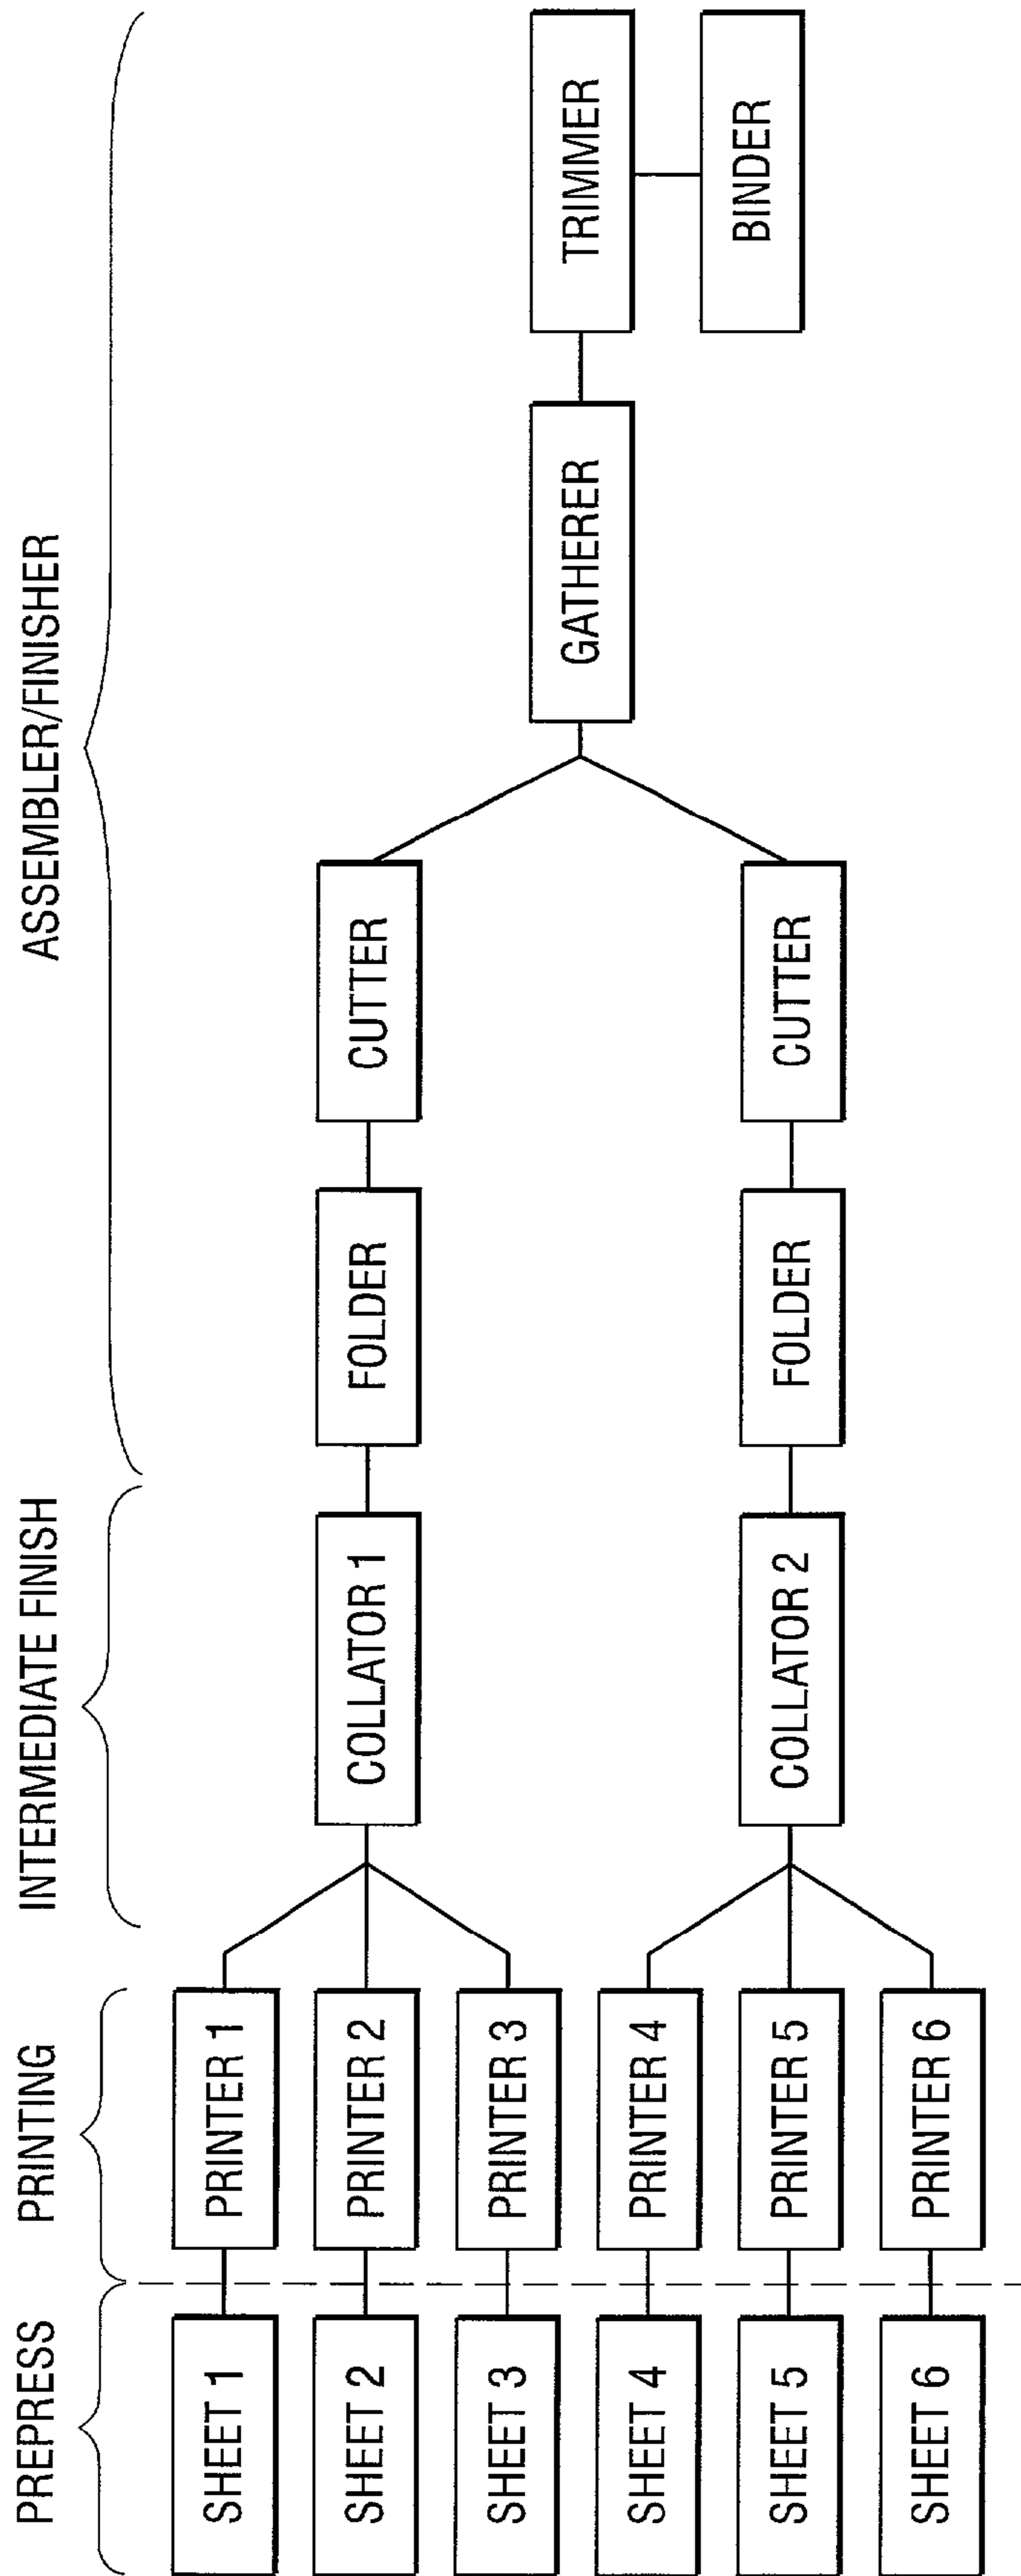 PREPRESS
PRINTING
INTERMEDIATE FINISH
ASSEMBLER/FINISHER
SHEET 1
PRINTER 1
SHEET 2
PRINTER 2
SHEET 3
PRINTER 3
COLLATOR 1
FOLDER
CUTTER
SHEET 4
PRINTER 4
SHEET 5
PRINTER 5
SHEET 6
PRINTER 6
COLLATOR 2
FOLDER
CUTTER
GATHERER
TRIMMER
BINDER